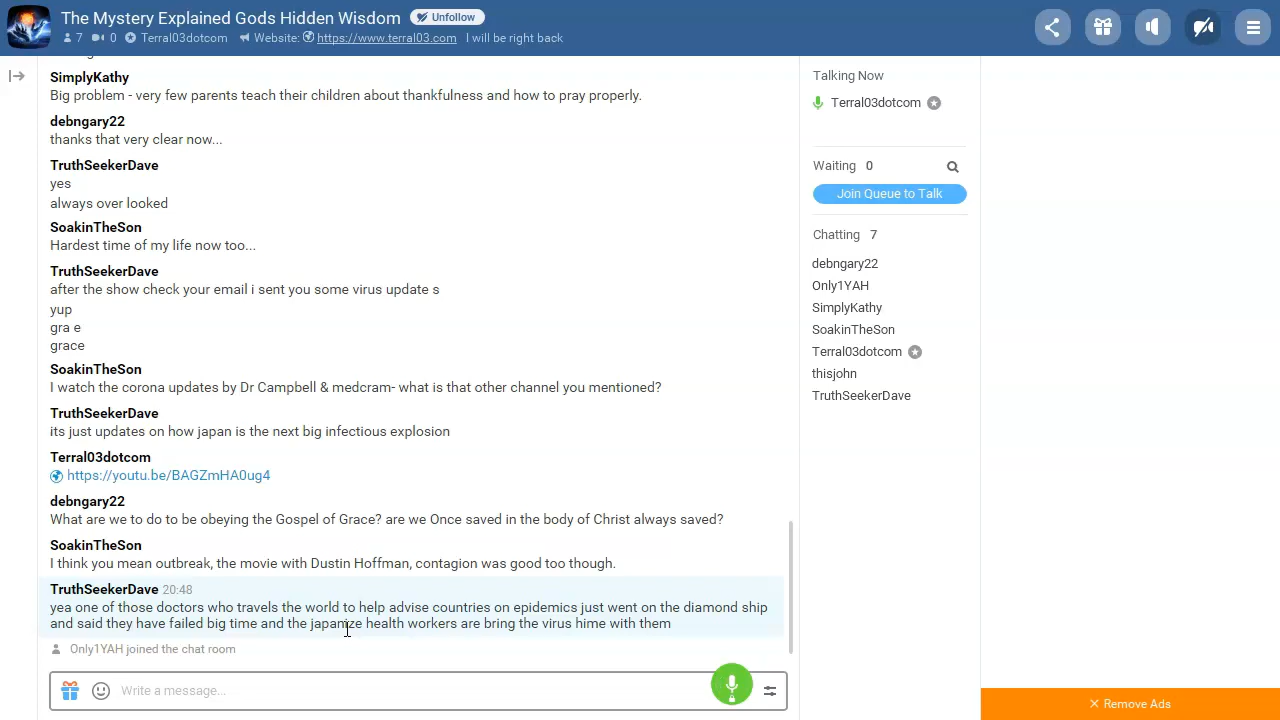 The Mystery Explained Gods Hidden Wisdom
Unfollow
7 0 Terral03dotcom Website: https://www.terral03.com I will be right back
SimplyKathy
Big problem - very few parents teach their children about thankfulness and how to pray properly.
debngary22
thanks that very clear now...
TruthSeekerDave
yes
always over looked
SoakinTheSon
Hardest time of my life now too...
TruthSeekerDave
after the show check your email i sent you some virus update s
yup
gra e
grace
SoakinTheSon
I watch the corona updates by Dr Campbell & medcram- what is that other channel you mentioned?
TruthSeekerDave
its just updates on how japan is the next big infectious explosion
Terral03dotcom
https://youtu.be/BAGZmHA0ug4
debngary22
What are we to do to be obeying the Gospel of Grace? are we Once saved in the body of Christ always saved?
SoakinTheSon
I think you mean outbreak, the movie with Dustin Hoffman, contagion was good too though.
TruthSeekerDave 20:48
yea one of those doctors who travels the world to help advise countries on epidemics just went on the diamond ship
and said they have failed big time and the japanize health workers are bring the virus hime with them
Only1YAH joined the chat room
Write a message...
Talking Now
Terral03dotcom
Waiting 0
Join Queue to Talk
Chatting 7
debngary22
Only1YAH
SimplyKathy
SoakinTheSon
Terral03dotcom
thisjohn
TruthSeekerDave
Remove Ads